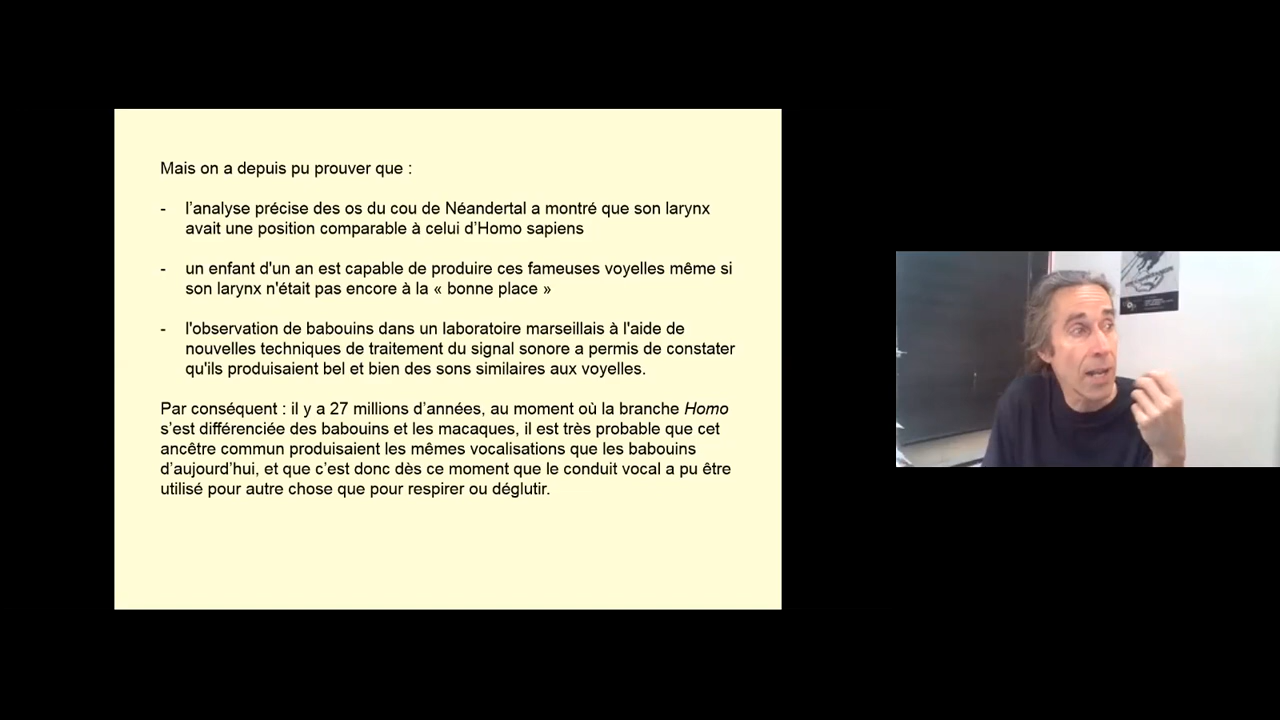 Mais on a depuis pu prouver que :
- l’analyse précise des os du cou de Néandertal a montré que son larynx
avait une position comparable à celui d’Homo sapiens
- un enfant d'un an est capable de produire ces fameuses voyelles même si
son larynx n'était pas encore à la « bonne place »
- l'observation de babouins dans un laboratoire marseillais à l'aide de
nouvelles techniques de traitement du signal sonore a permis de constater
qu'ils produisaient bel et bien des sons similaires aux voyelles.
Par conséquent : il y a 27 millions d’années, au moment où la branche Homo
s’est différenciée des babouins et les macaques, il est très probable que cet
ancêtre commun produisaient les mêmes vocalisations que les babouins
d’aujourd’hui, et que c’est donc dès ce moment que le conduit vocal a pu être
utilisé pour autre chose que pour respirer ou déglutir.